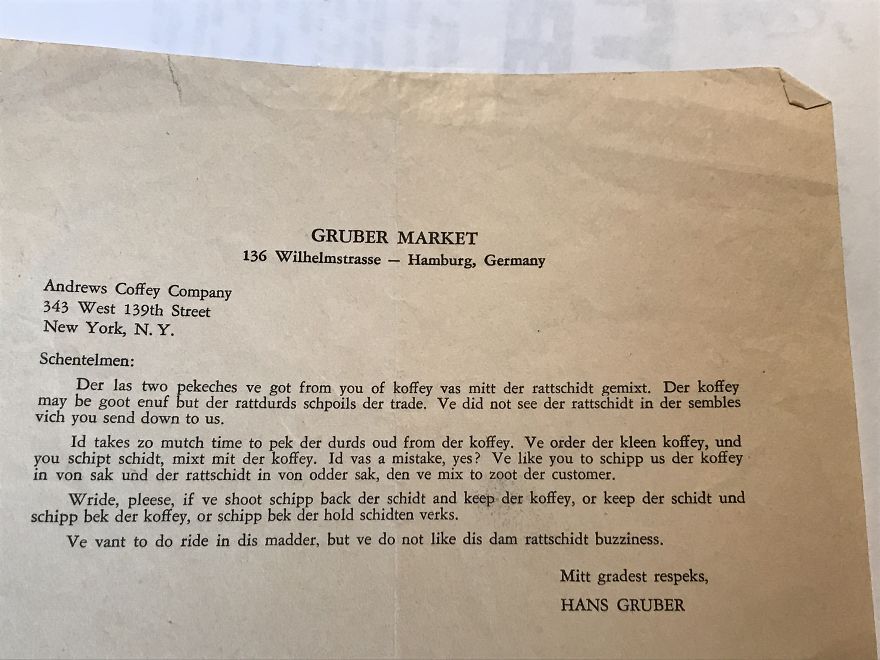 GRUBER MARKET
136 Wilhelmstrasse — Hamburg, Germany
Andrews Coffey Company
343 West 139th Street
New York, N. Y.
Schentelmen:
Der las two pekeches ve got from you of koffey vas mitt der rattschidt gemixt. Der koffey
may be goot enuf but der rattdurds schpoils der trade. Ve did not see der rattschidt in der sembles
vich you send down to us.
Id takes zo mutch time to pek der durds oud from der koffey. Ve order der kleen koffey, und
you schipt schidt, mixt mit der koffey. Id vas a mistake, yes? Ve like you to schipp us der koffey
in von sak und der rattschidt in von odder sak, den ve mix to zoot der customer.
Wride, pleese, if ve shoot schipp back der schidt and keep der koffey, or keep der schidt und
schipp bek der koffey, or schipp bek der hold schidten verks.
Ve vant to do ride in dis madder, but ve do not like dis dam rattschidt buzziness.
Mitt gradest respeks,
HANS GRUBER